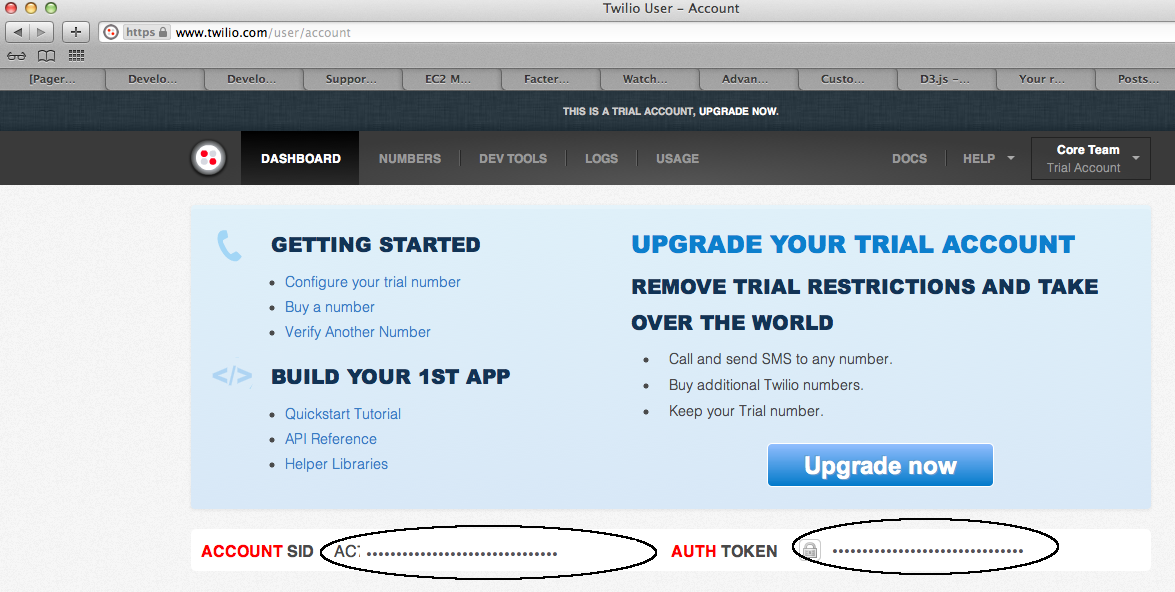 Twilio User – Account
https www.twilio.com/user/account
[Pager... Develo... Develo... Suppor... EC2 M... Facter... Watch... Advan... Custo... D3.js –... Your r... Posts...
THIS IS A TRIAL ACCOUNT, UPGRADE NOW.
DASHBOARD NUMBERS DEV TOOLS LOGS USAGE DOCS HELP Core Team
Trial Account
GETTING STARTED
Configure your trial number
Buy a number
Verify Another Number
BUILD YOUR 1ST APP
Quickstart Tutorial
API Reference
Helper Libraries
UPGRADE YOUR TRIAL ACCOUNT
REMOVE TRIAL RESTRICTIONS AND TAKE
OVER THE WORLD
Call and send SMS to any number.
Buy additional Twilio numbers.
Keep your Trial number.
Upgrade now
ACCOUNT SID AC ································ AUTH TOKEN ································